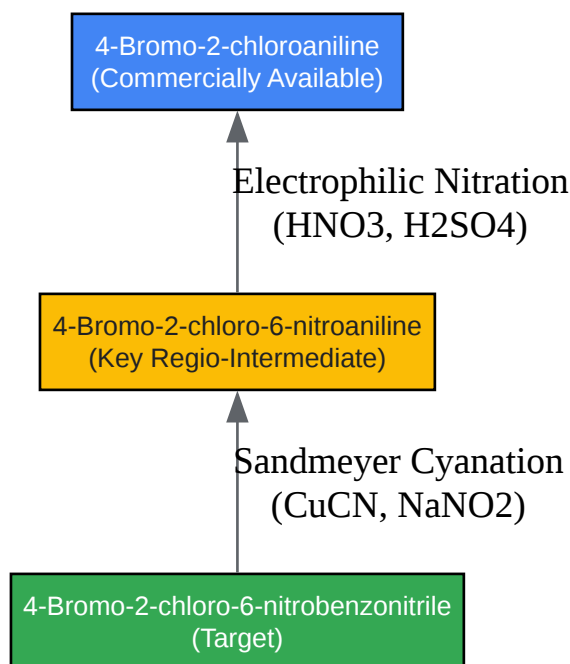 4-Bromo-2-chloroaniline
(Commercially Available)
Electrophilic Nitration
(HNO3, H2SO4)
4-Bromo-2-chloro-6-nitroaniline
(Key Regio-Intermediate)
Sandmeyer Cyanation
(CuCN, NaNO2)
4-Bromo-2-chloro-6-nitrobenzonitrile
(Target)